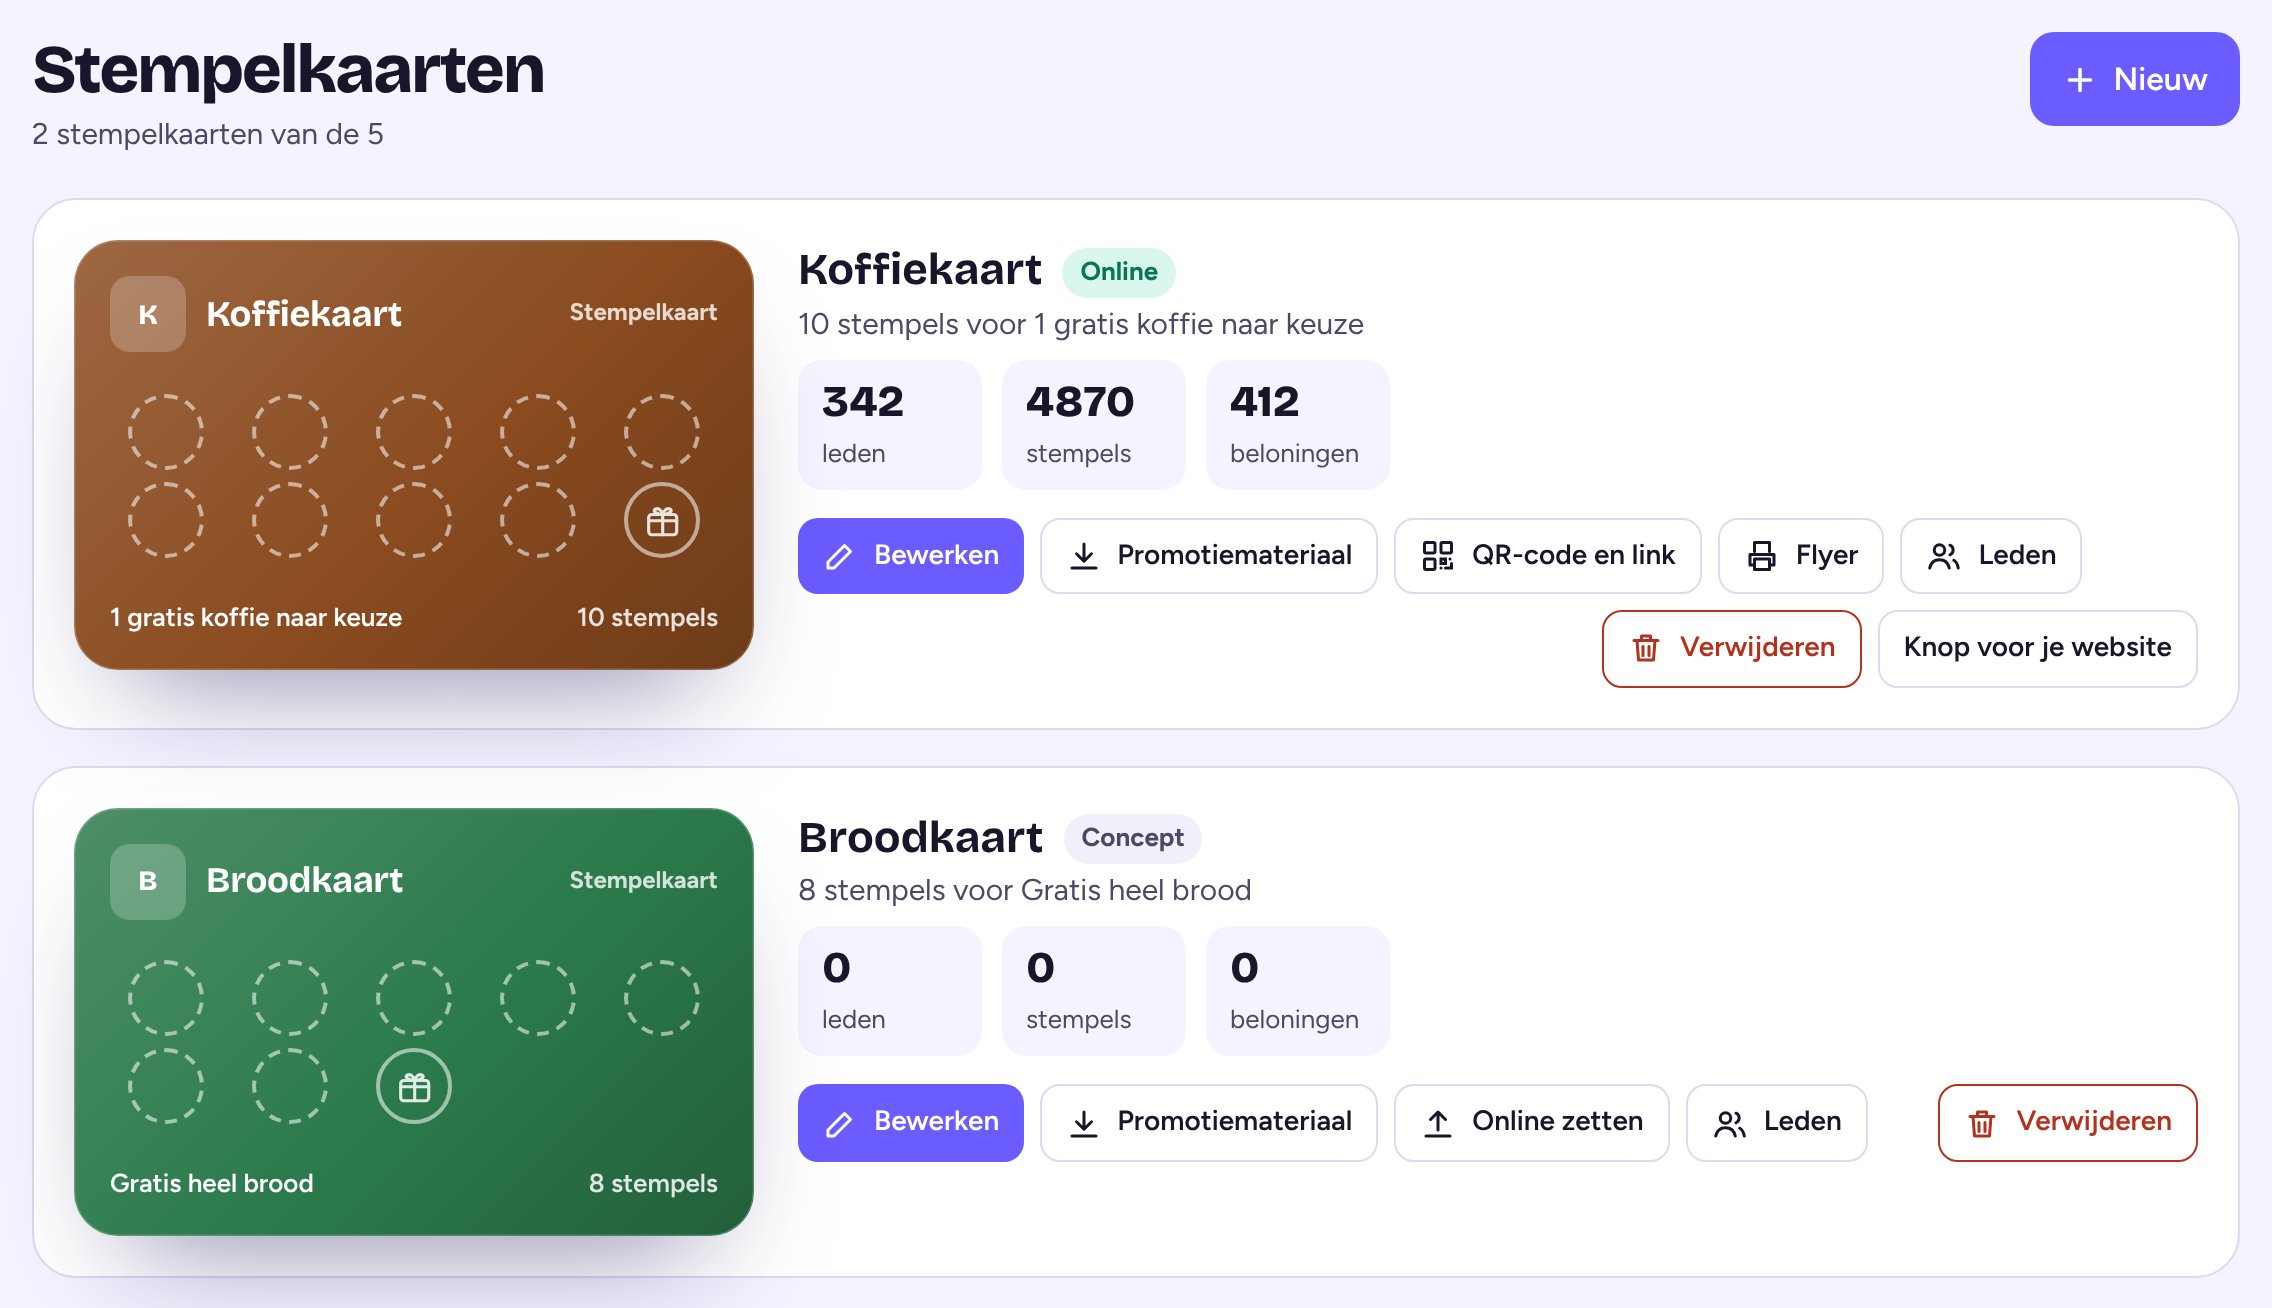 Stempelkaarten
2 stempelkaarten van de 5
Nieuw
K Koffiekaart Stempelkaart
1 gratis koffie naar keuze 10 stempels
Koffiekaart Online
10 stempels voor 1 gratis koffie naar keuze
342 4870 412
leden stempels beloningen
Bewerken Promotiemateriaal QR-code en link Flyer Leden
Verwijderen Knop voor je website
B Broodkaart Stempelkaart
Gratis heel brood 8 stempels
Broodkaart Concept
8 stempels voor Gratis heel brood
0 0 0
leden stempels beloningen
Bewerken Promotiemateriaal Online zetten Leden Verwijderen